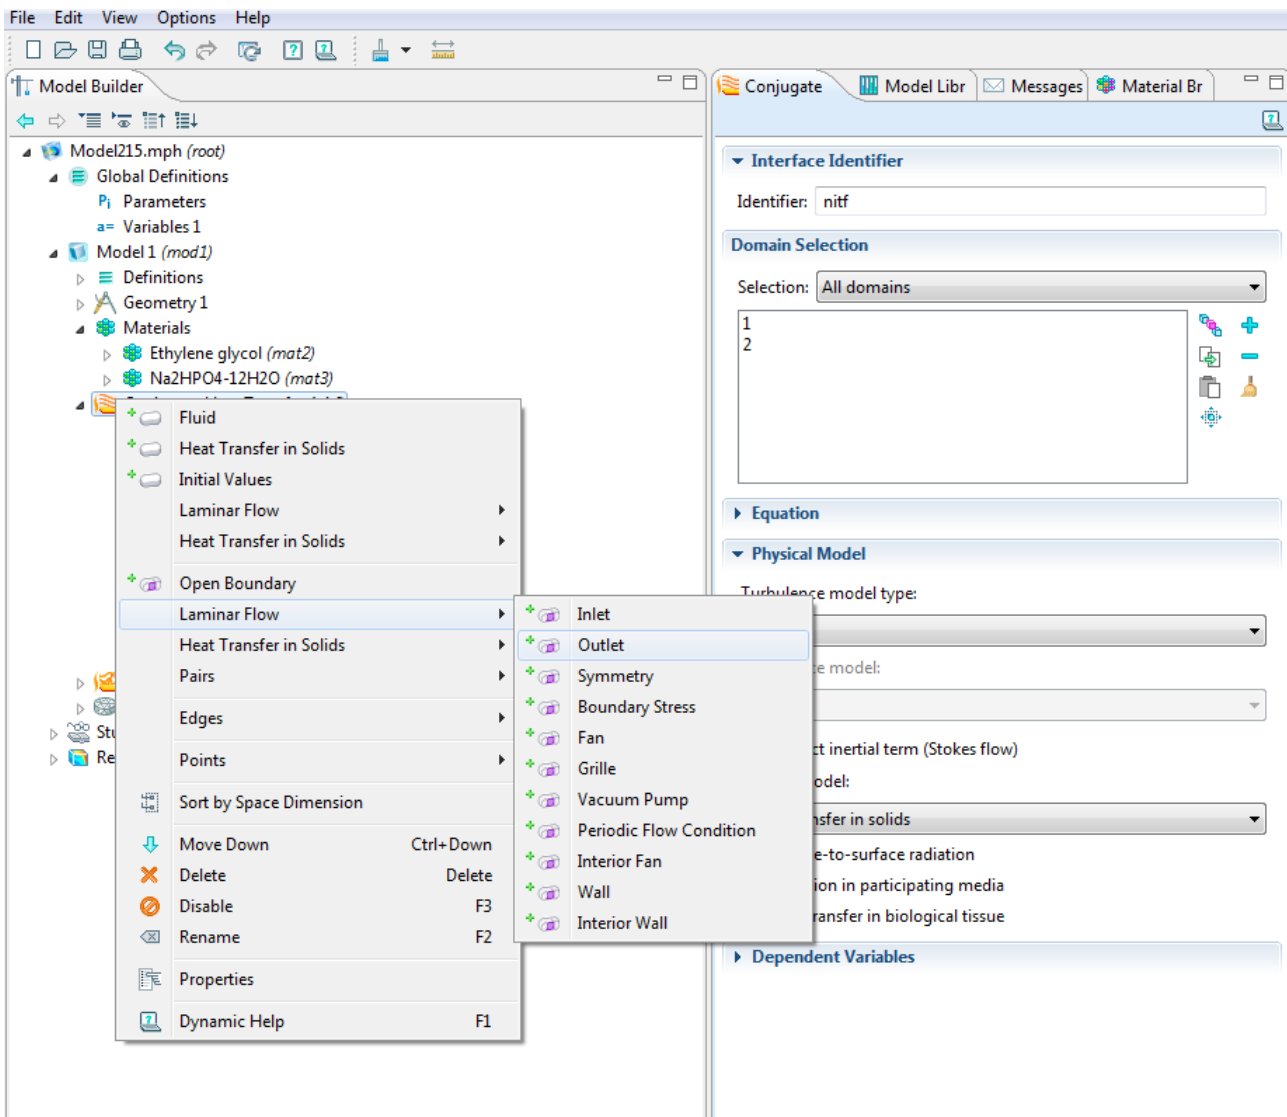 File Edit View Options Help
Model Builder
Model215.mph (root)
Global Definitions
Pi Parameters
a= Variables 1
Model 1 (mod1)
Definitions
Geometry 1
Materials
Ethylene glycol (mat2)
Na2HPO4-12H2O (mat3)
Stu
Re
Fluid
Heat Transfer in Solids
Initial Values
Laminar Flow
Heat Transfer in Solids
Open Boundary
Laminar Flow
Heat Transfer in Solids
Pairs
Edges
Points
Sort by Space Dimension
Move Down Ctrl+Down
Delete Delete
Disable F3
Rename F2
Properties
Dynamic Help F1
Inlet
Outlet
Symmetry
Boundary Stress
Fan
Grille
Vacuum Pump
Periodic Flow Condition
Interior Fan
Wall
Interior Wall
Conjugate Model Libr Messages Material Br
Interface Identifier
Identifier: nitf
Domain Selection
Selection: All domains
1
2
Equation
Physical Model
Turbulence model type:
ce model:
ct inertial term (Stokes flow)
odel:
nsfer in solids
e-to-surface radiation
ion in participating media
ransfer in biological tissue
Dependent Variables